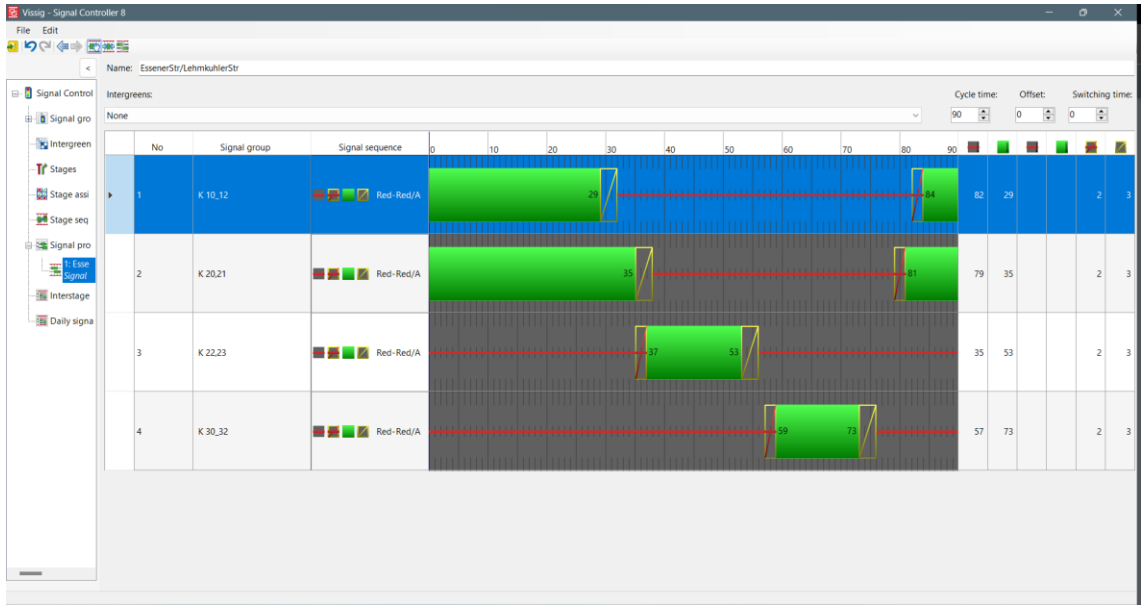 Vissig - Signal Controller 8
File Edit
<
Name: EssenerStr/LehmkuhlerStr
Signal Control
Signal gro
Intergreen
Stages
Stage assi
Stage seq
Signal pro
1: Esse
Signal
Interstage
Daily signa
Intergreens: Cycle time: Offset: Switching time:
None 90 0 0
No Signal group Signal sequence 0 10 20 30 40 50 60 70 80 90
1 K 10_12 Red-Red/A 29 84 82 29 2 3
2 K 20,21 Red-Red/A 35 81 79 35 2 3
3 K 22,23 Red-Red/A 37 53 35 53 2 3
4 K 30_32 Red-Red/A 59 73 57 73 2 3